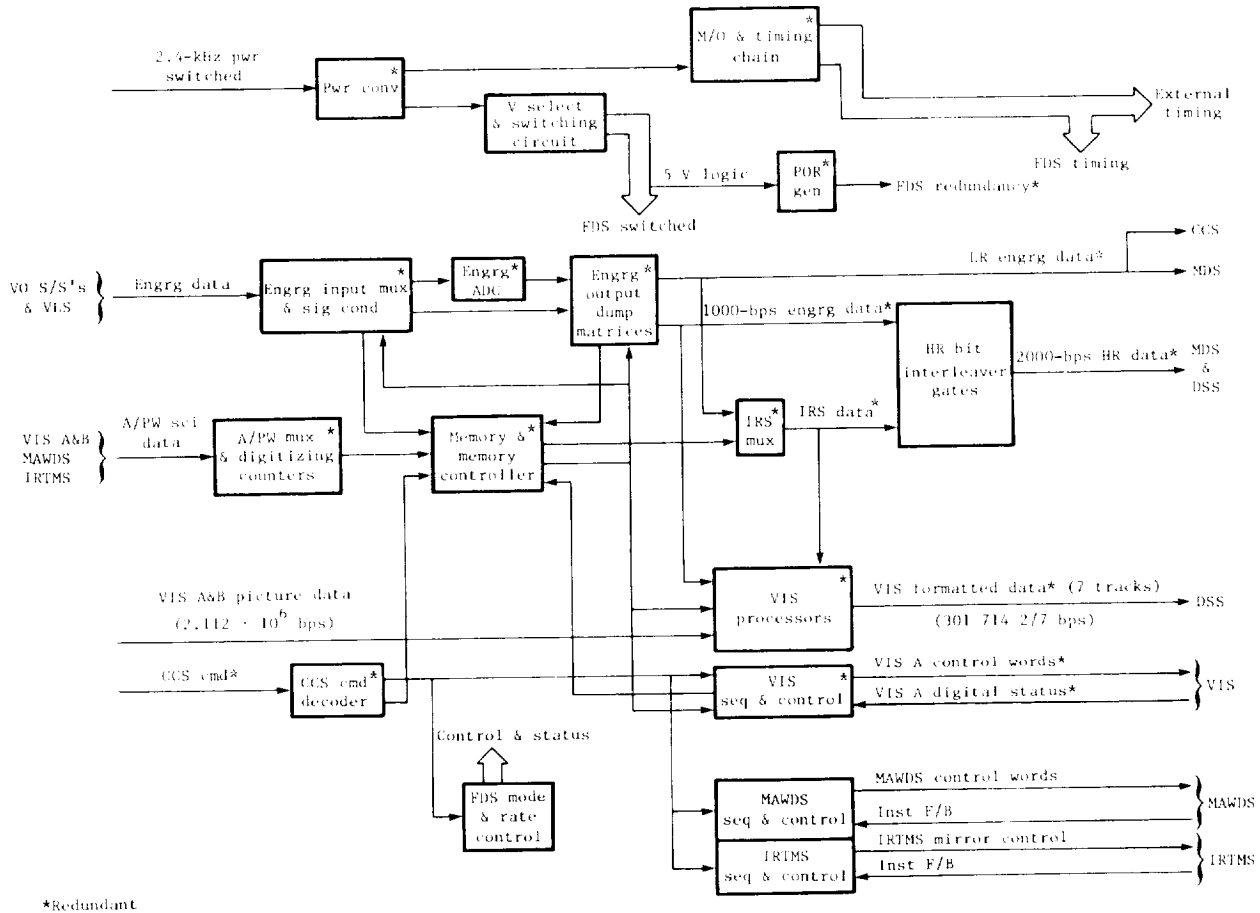 2.4-kHz pwr
switched
Pwr conv*
M/O & timing
chain*
V select
& switching
circuit
External
timing
FDS timing
5 V logic
POR*
gen
FDS redundancy*
FDS switched
VO S/S's
& VLS
Engrg data
Engrg input mux
& sig cond*
Engrg*
ADC
Engrg*
output
dump
matrices
LR engrg data*
CCS
MDS
1000-bps engrg data*
HR bit
interleaver
gates
2000-bps HR data*
MDS
&
DSS
VIS A&B
MAWDS
IRTMS
A/PW sci
data
A/PW mux*
& digitizing
counters
Memory &*
memory
controller
IRS*
mux
IRS data*
VIS A&B picture data
(2.112 · 10⁶ bps)
VIS*
processors
VIS formatted data* (7 tracks)
(301 714 2/7 bps)
DSS
CCS cmd*
CCS cmd*
decoder
VIS*
seq & control
VIS A control words*
VIS A digital status*
VIS
Control & status
FDS mode
& rate
control
MAWDS
seq & control
MAWDS control words
Inst F/B
MAWDS
IRTMS
seq & control
IRTMS mirror control
Inst F/B
IRTMS
*Redundant